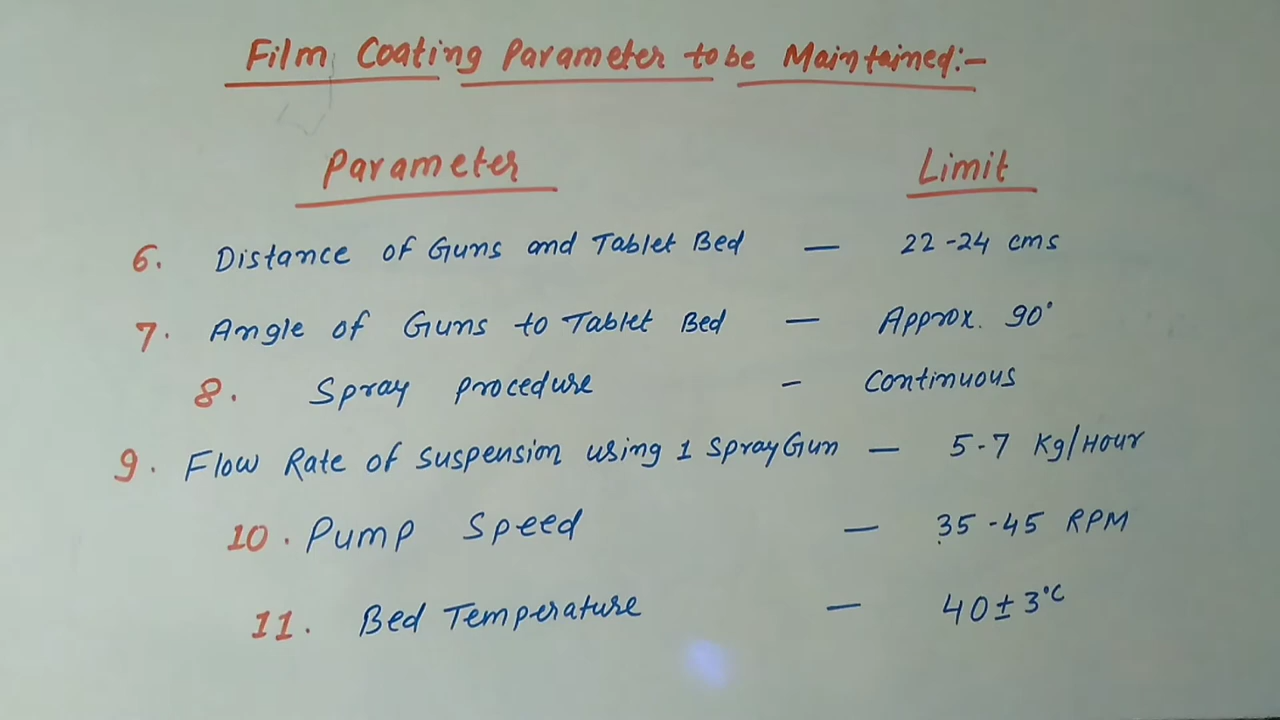 Film Coating Parameter to be Maintained:-
Parameter Limit
6. Distance of Guns and Tablet Bed — 22-24 cms
7. Angle of Guns to Tablet Bed — Approx. 90°
8. Spray procedure - Continuous
9. Flow Rate of suspension using 1 Spray Gun — 5-7 Kg/Hour
10. Pump Speed — 35-45 RPM
11. Bed Temperature — 40±3°C